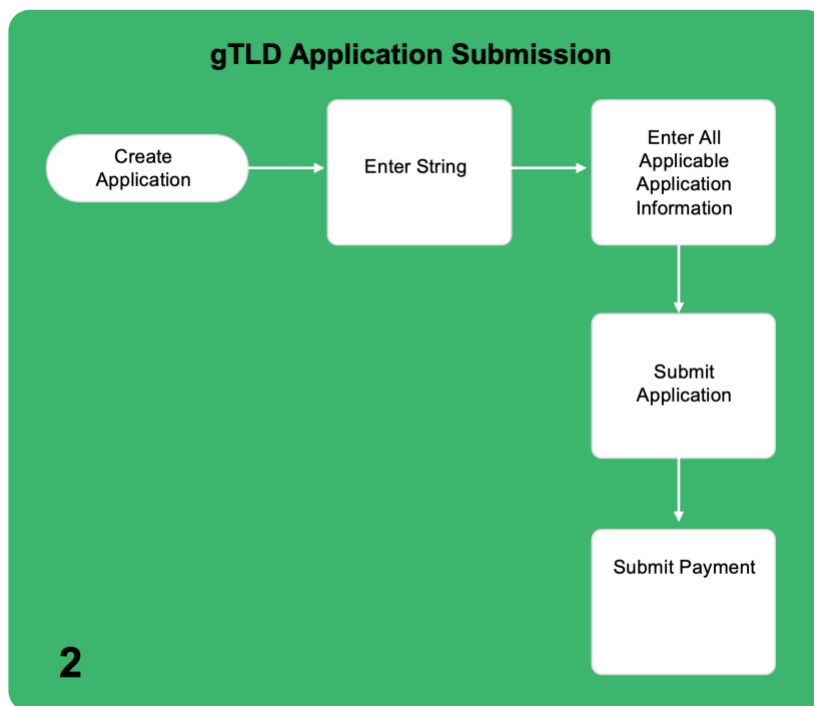 gTLD Application Submission
Create
Application
Enter String
Enter All
Applicable
Application
Information
Submit
Application
Submit Payment
2